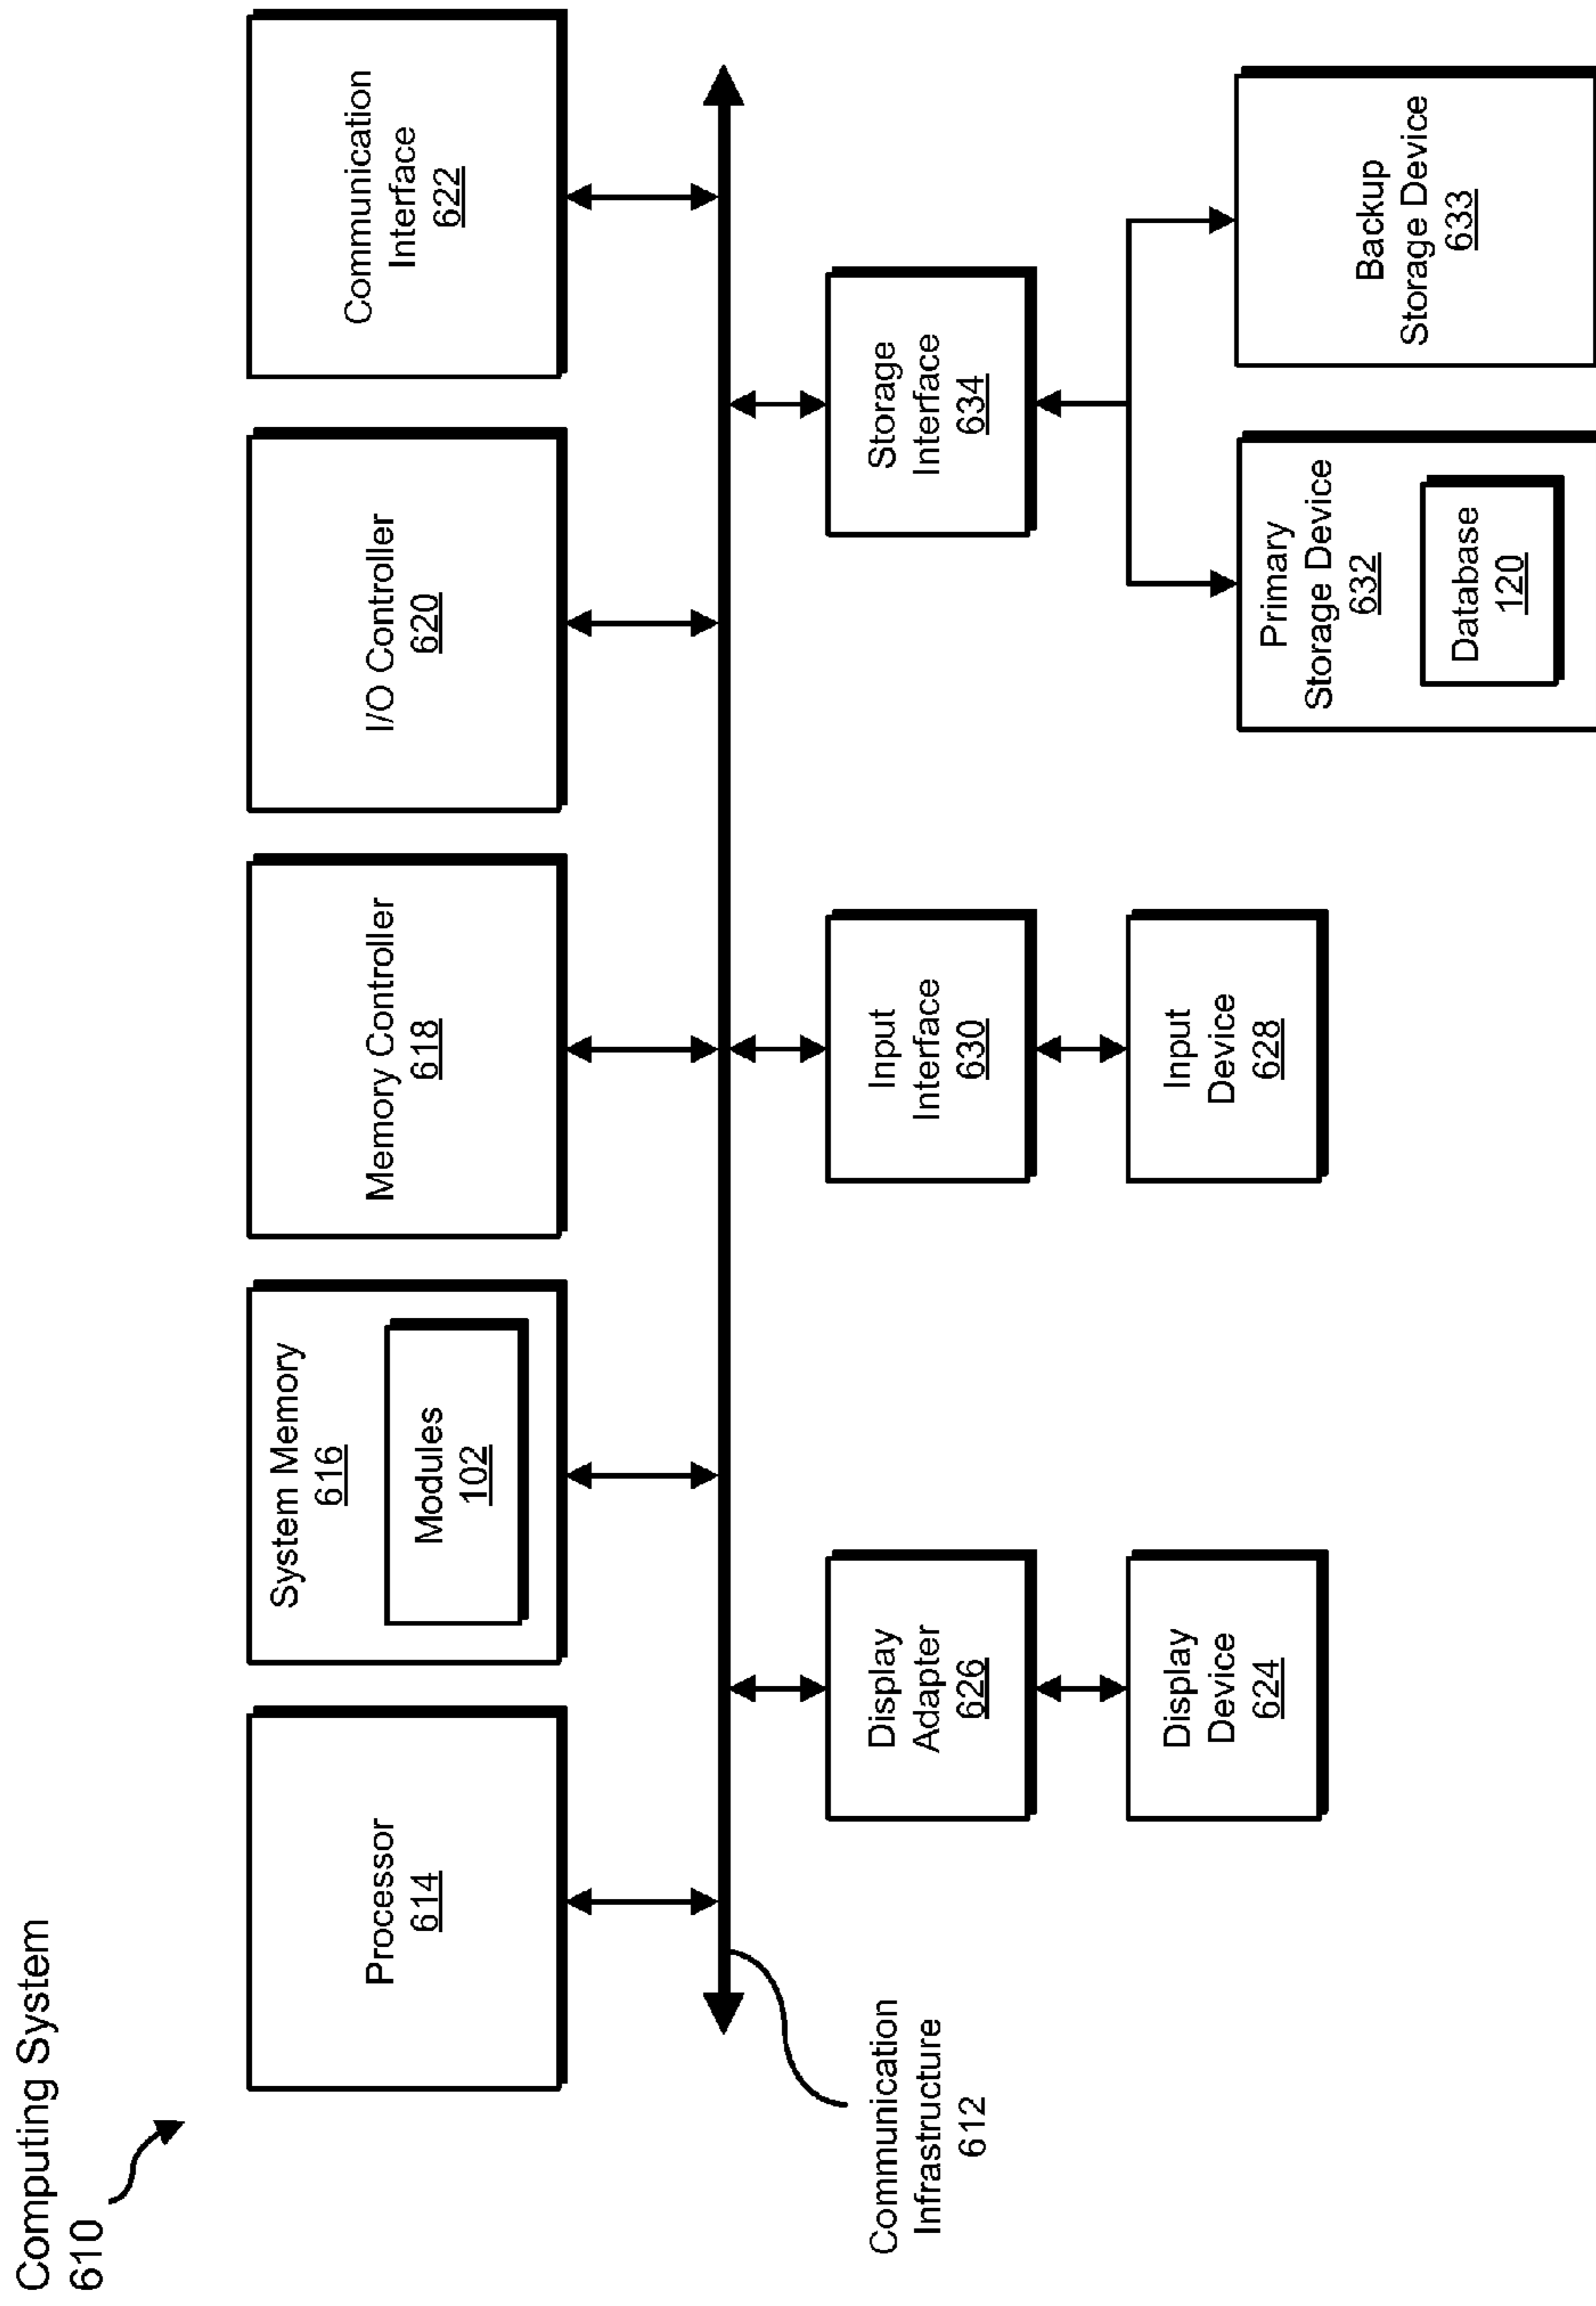 Computing System
610
Processor
614
System Memory
616
Modules
102
Memory Controller
618
I/O Controller
620
Communication
Interface
622
Communication
Infrastructure
612
Display
Adapter
626
Display
Device
624
Input
Interface
630
Input
Device
628
Storage
Interface
634
Primary
Storage Device
632
Database
120
Backup
Storage Device
633